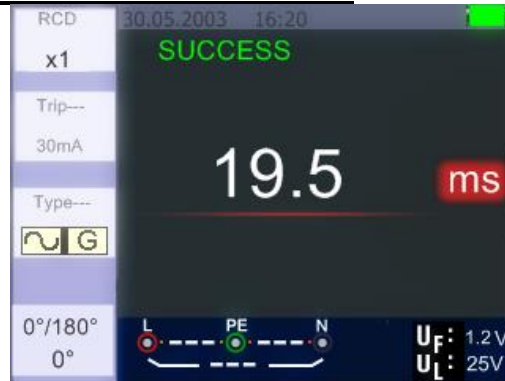 RCD
30.05.2003 16:20
x1
SUCCESS
Trip---
30mA
19.5 ms
Type---
G
0°/180°
0°
L PE N
UF: 1.2V
UL: 25V